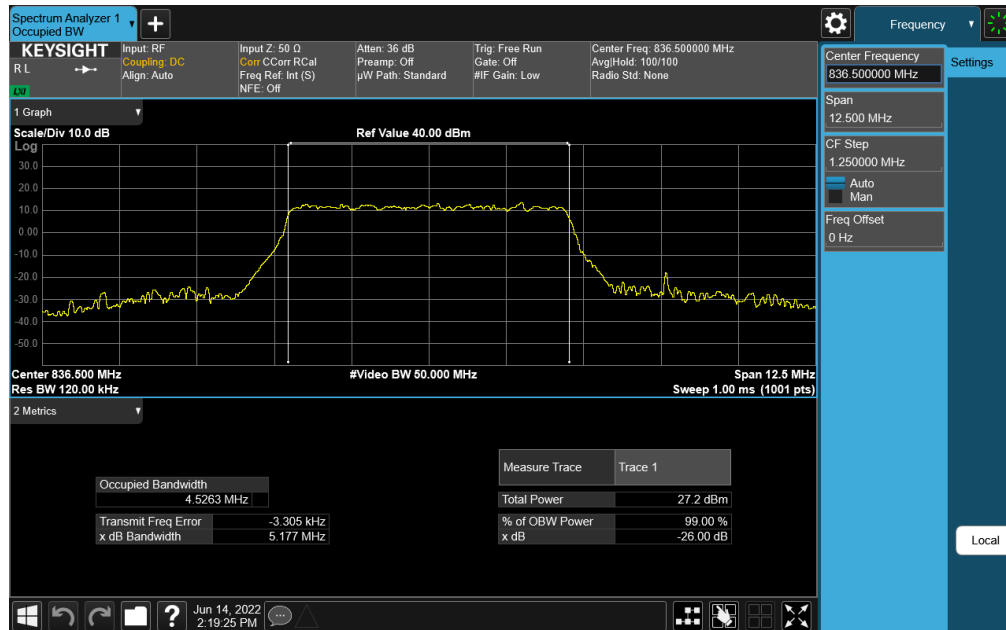 Spectrum Analyzer 1
Occupied BW
Frequency
KEYSIGHT
R L
LXI
Input: RF
Coupling: DC
Align: Auto
Input Z: 50 Ω
Corr CCorr RCal
Freq Ref: Int (S)
NFE: Off
Atten: 36 dB
Preamp: Off
µW Path: Standard
Trig: Free Run
Gate: Off
#IF Gain: Low
Center Freq: 836.500000 MHz
Avg|Hold: 100/100
Radio Std: None
Center Frequency
836.500000 MHz
Settings
Span
12.500 MHz
CF Step
1.250000 MHz
Auto
Man
Freq Offset
0 Hz
Local
1 Graph
Scale/Div 10.0 dB
Ref Value 40.00 dBm
Log
30.0
20.0
10.0
0.00
-10.0
-20.0
-30.0
-40.0
-50.0
Center 836.500 MHz
#Video BW 50.000 MHz
Span 12.5 MHz
Res BW 120.00 kHz
Sweep 1.00 ms (1001 pts)
2 Metrics
Measure Trace
Trace 1
Occupied Bandwidth
4.5263 MHz
Total Power
27.2 dBm
Transmit Freq Error
-3.305 kHz
% of OBW Power
99.00 %
x dB Bandwidth
5.177 MHz
x dB
-26.00 dB
?
Jun 14, 2022
2:19:25 PM